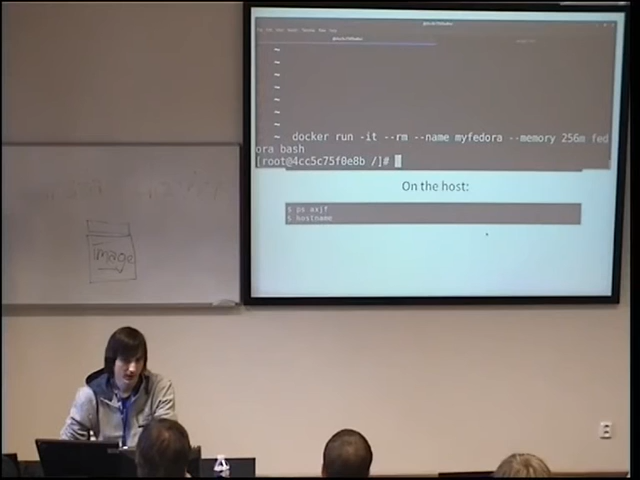 ~
~
~
~
~
~
~
~ docker run -it --rm --name myfedora --memory 256m fed
ora bash
[root@4cc5c75f0e8b /]#
On the host:
$ ps axjf
$ hostname
Image